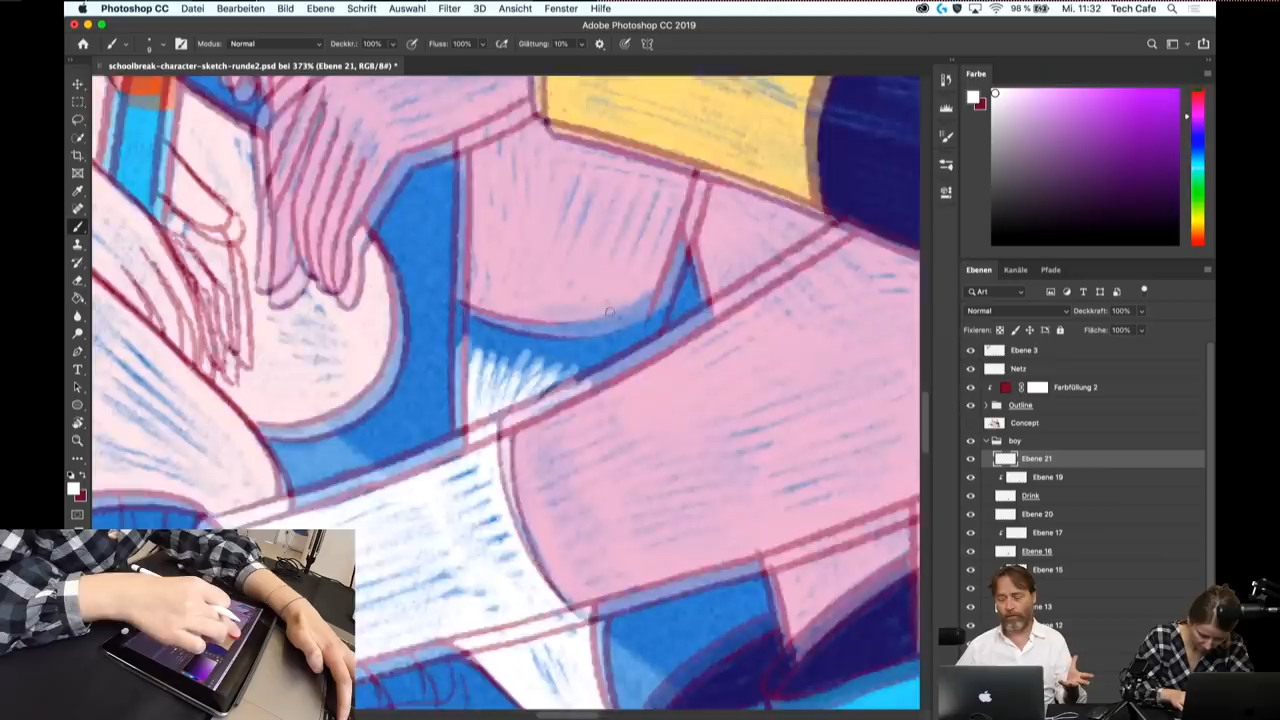 Photoshop CC Datei Bearbeiten Bild Ebene Schrift Auswahl Filter 3D Ansicht Fenster Hilfe 98 % Mi. 11:32 Tech Cafe
Adobe Photoshop CC 2019
9 Modus: Normal Deckkr.: 100% Fluss: 100% Glättung: 10%
schoolbreak-character-sketch-runde2.psd bei 373% (Ebene 21, RGB/8#) *
Farbe
Ebenen Kanäle Pfade
Art
Normal Deckkraft: 100%
Fixieren: Fläche: 100%
Ebene 3
Netz
Farbfüllung 2
Outline
Concept
boy
Ebene 21
Ebene 19
Drink
Ebene 20
Ebene 17
Ebene 16
Ebene 15
13
12